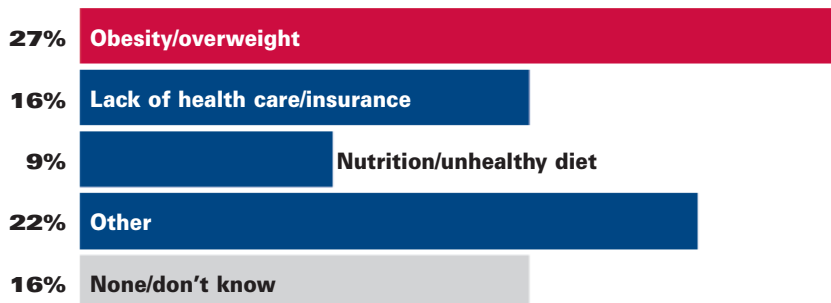 27% Obesity/overweight
16% Lack of health care/insurance
9% Nutrition/unhealthy diet
22% Other
16% None/don’t know